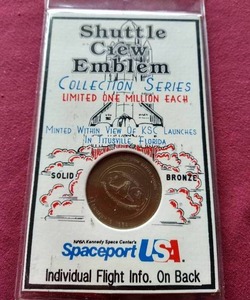 Shuttle
Crew
Emblem
COLLECTION SERIES
LIMITED ONE MILLION EACH
MINTED WITHIN VIEW OF KSC LAUNCHES
IN TITUSVILLE, FLORIDA
SOLID BRONZE
NASA Kennedy Space Center's
Spaceport USA
Individual Flight Info. On Back